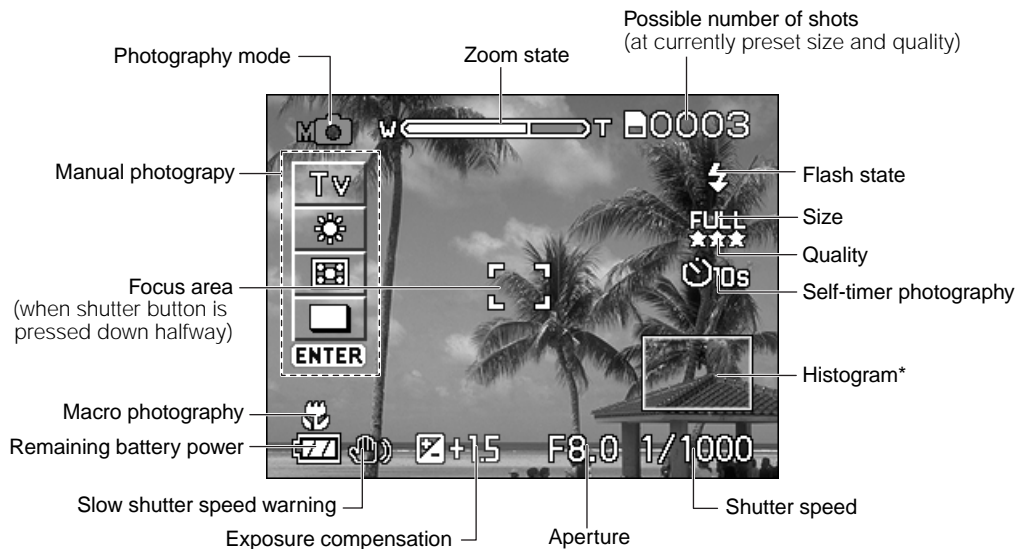 Possible number of shots
(at currently preset size and quality)
Photography mode
Zoom state
M
W
T
0003
Manual photograpy
Tv
Flash state
FULL
Size
Quality
Focus area
(when shutter button is
pressed down halfway)
10s
Self-timer photography
ENTER
Histogram*
Macro photography
Remaining battery power
+1.5
F8.0
1/1000
Slow shutter speed warning
Shutter speed
Exposure compensation
Aperture